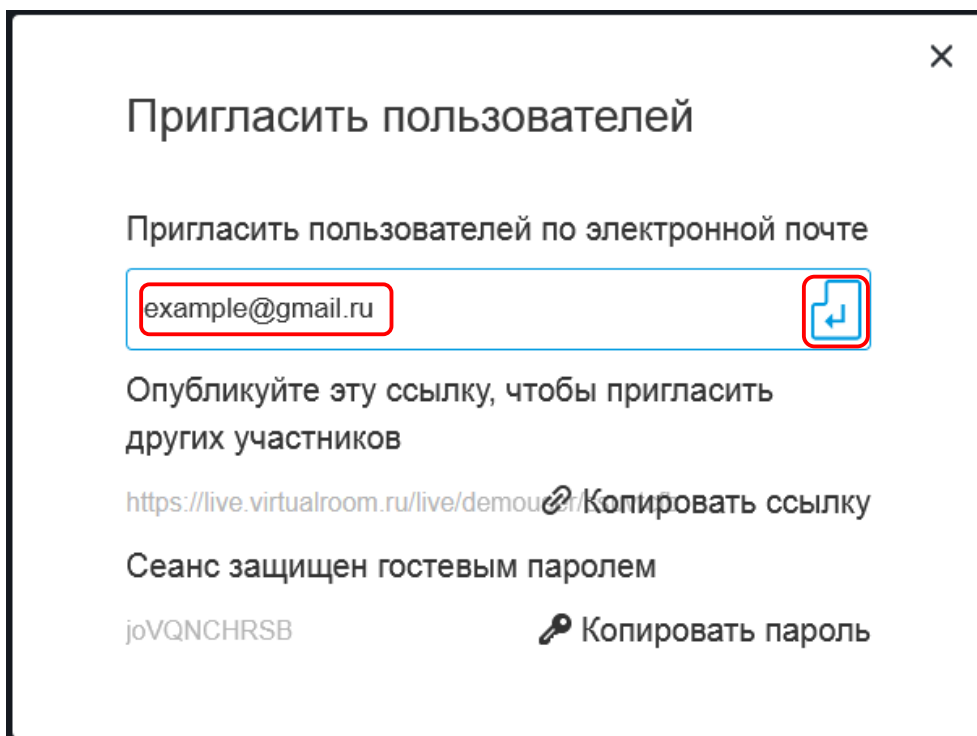 Пригласить пользователей
Пригласить пользователей по электронной почте
example@gmail.ru
Опубликуйте эту ссылку, чтобы пригласить
других участников
https://live.virtualroom.ru/live/ Копировать ссылку
Сеанс защищен гостевым паролем
joVQNCHRSB Копировать пароль